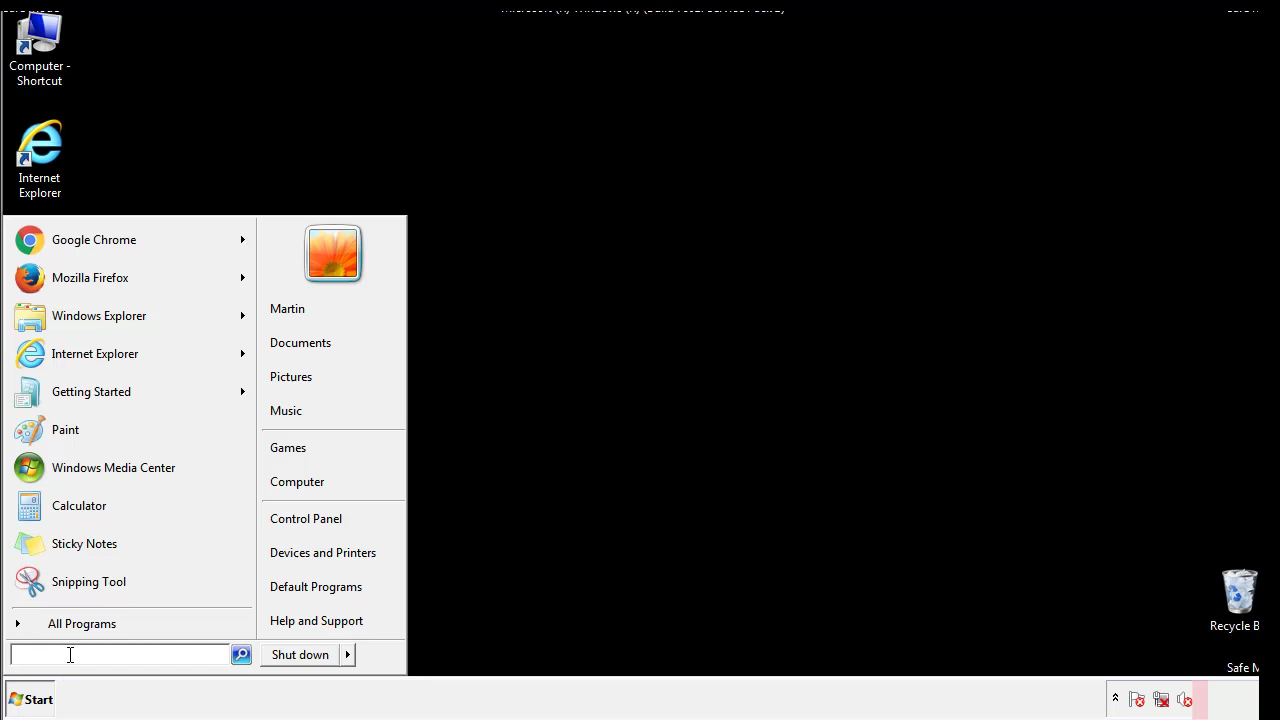 Computer -
Shortcut
Internet
Explorer
Google Chrome
Mozilla Firefox
Windows Explorer
Internet Explorer
Getting Started
Paint
Windows Media Center
Calculator
Sticky Notes
Snipping Tool
All Programs
Martin
Documents
Pictures
Music
Games
Computer
Control Panel
Devices and Printers
Default Programs
Help and Support
Shut down
Recycle B
Safe M
Start